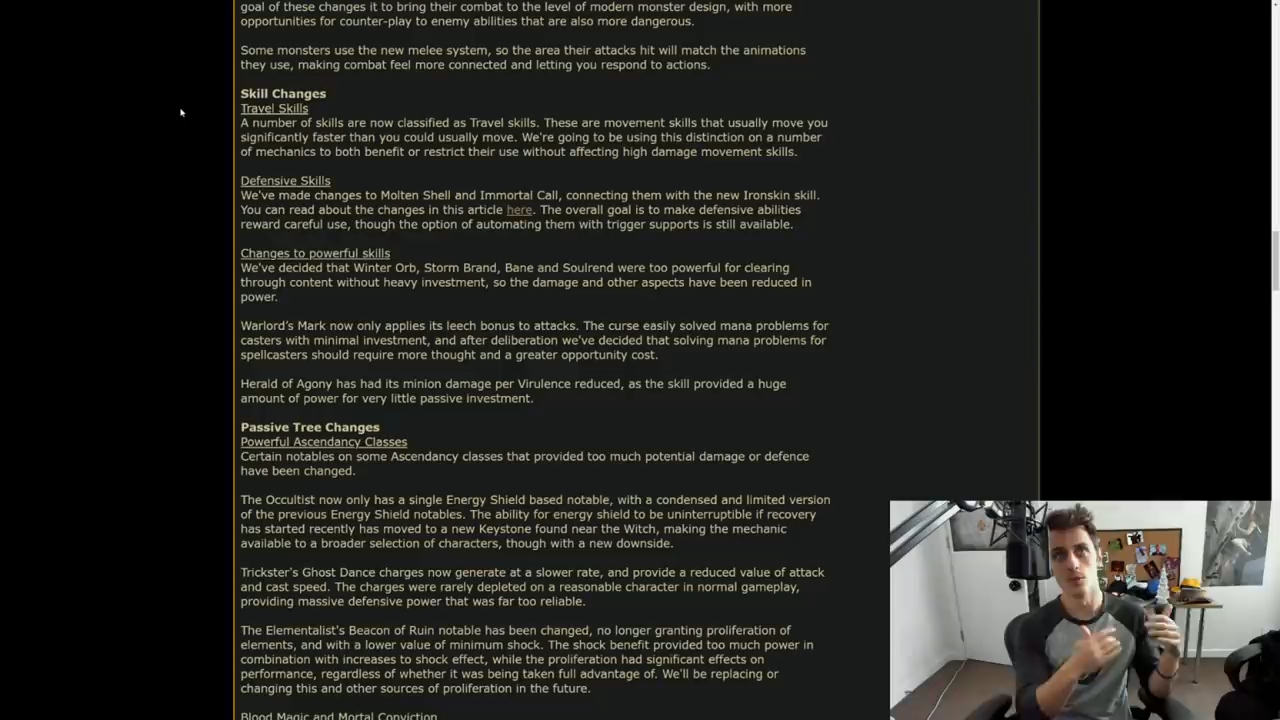 goal of these changes it to bring their combat to the level of modern monster design, with more
opportunities for counter-play to enemy abilities that are also more dangerous.
Some monsters use the new melee system, so the area their attacks hit will match the animations
they use, making combat feel more connected and letting you respond to actions.
Skill Changes
Travel Skills
A number of skills are now classified as Travel skills. These are movement skills that usually move you
significantly faster than you could usually move. We're going to be using this distinction on a number
of mechanics to both benefit or restrict their use without affecting high damage movement skills.
Defensive Skills
We've made changes to Molten Shell and Immortal Call, connecting them with the new Ironskin skill.
You can read about the changes in this article here. The overall goal is to make defensive abilities
reward careful use, though the option of automating them with trigger supports is still available.
Changes to powerful skills
We've decided that Winter Orb, Storm Brand, Bane and Soulrend were too powerful for clearing
through content without heavy investment, so the damage and other aspects have been reduced in
power.
Warlord's Mark now only applies its leech bonus to attacks. The curse easily solved mana problems for
casters with minimal investment, and after deliberation we've decided that solving mana problems for
spellcasters should require more thought and a greater opportunity cost.
Herald of Agony has had its minion damage per Virulence reduced, as the skill provided a huge
amount of power for very little passive investment.
Passive Tree Changes
Powerful Ascendancy Classes
Certain notables on some Ascendancy classes that provided too much potential damage or defence
have been changed.
The Occultist now only has a single Energy Shield based notable, with a condensed and limited version
of the previous Energy Shield notables. The ability for energy shield to be uninterruptible if recovery
has started recently has moved to a new Keystone found near the Witch, making the mechanic
available to a broader selection of characters, though with a new downside.
Trickster's Ghost Dance charges now generate at a slower rate, and provide a reduced value of attack
and cast speed. The charges were rarely depleted on a reasonable character in normal gameplay,
providing massive defensive power that was far too reliable.
The Elementalist's Beacon of Ruin notable has been changed, no longer granting proliferation of
elements, and with a lower value of minimum shock. The shock benefit provided too much power in
combination with increases to shock effect, while the proliferation had significant effects on
performance, regardless of whether it was being taken full advantage of. We'll be replacing or
changing this and other sources of proliferation in the future.
Blood Magic and Mortal Conviction